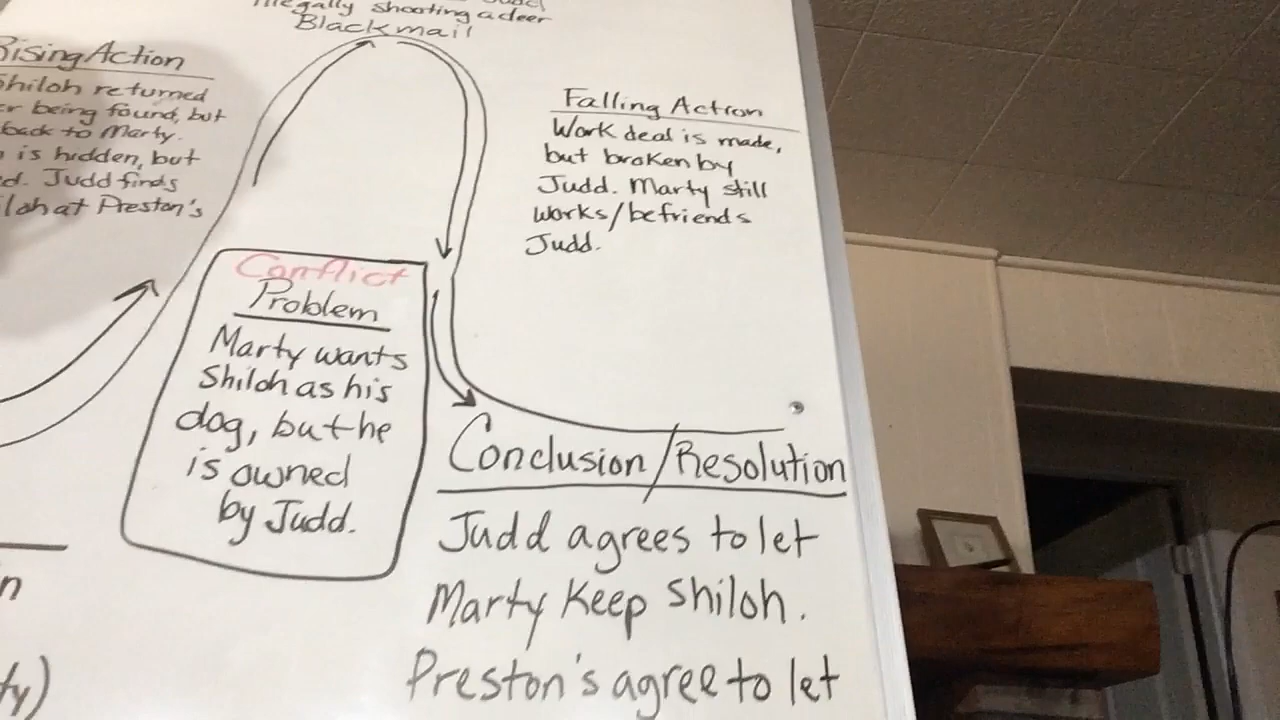 illegally shooting a deer
Blackmail
Rising Action
Shiloh returned
being found, but
back to Marty.
is hidden, but
Judd finds
at Preston's
Falling Action
Work deal is made,
but broken by
Judd. Marty still
works/befriends
Judd.
Conflict
Problem
Marty wants
Shiloh as his
dog, but he
is owned
by Judd.
Conclusion/Resolution
Judd agrees to let
Marty Keep Shiloh.
Preston's agree to let